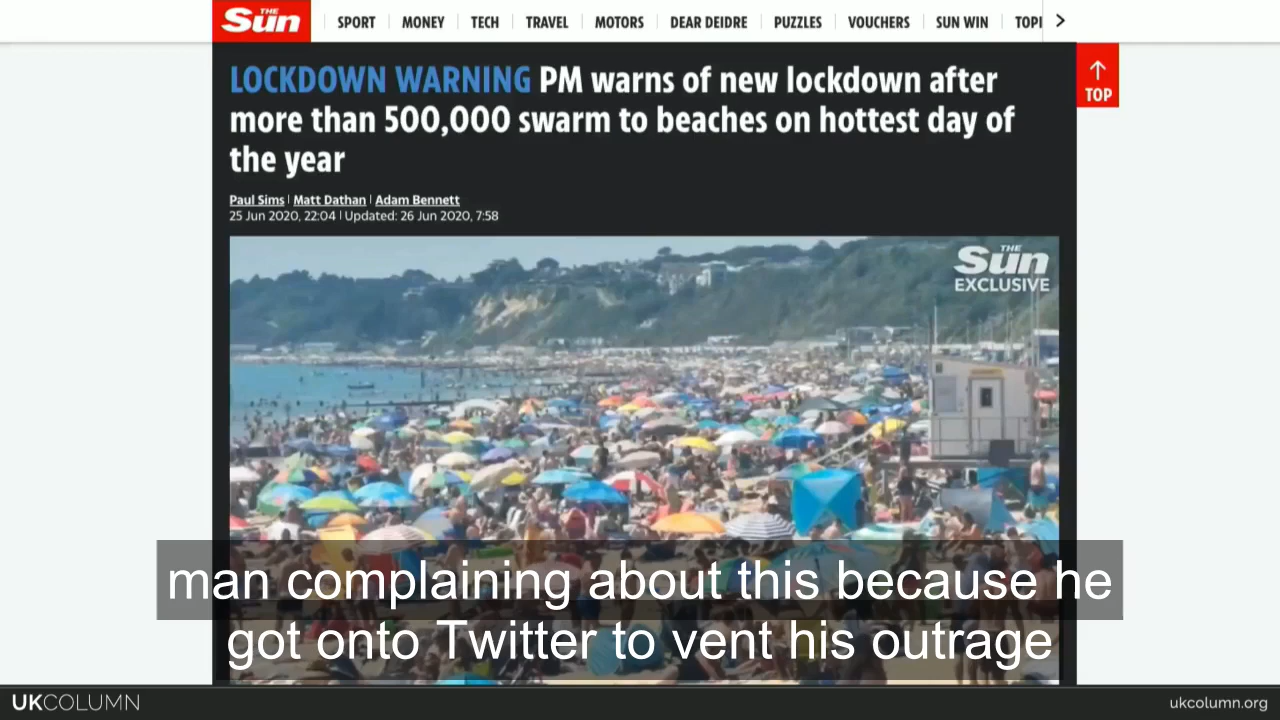 THE Sun
SPORT MONEY TECH TRAVEL MOTORS DEAR DEIDRE PUZZLES VOUCHERS SUN WIN TOPI
TOP
LOCKDOWN WARNING PM warns of new lockdown after
more than 500,000 swarm to beaches on hottest day of
the year
Paul Sims | Matt Dathan | Adam Bennett
25 Jun 2020, 22:04 | Updated: 26 Jun 2020, 7:58
THE Sun
EXCLUSIVE
man complaining about this because he
got onto Twitter to vent his outrage
UKCOLUMN
ukcolumn.org